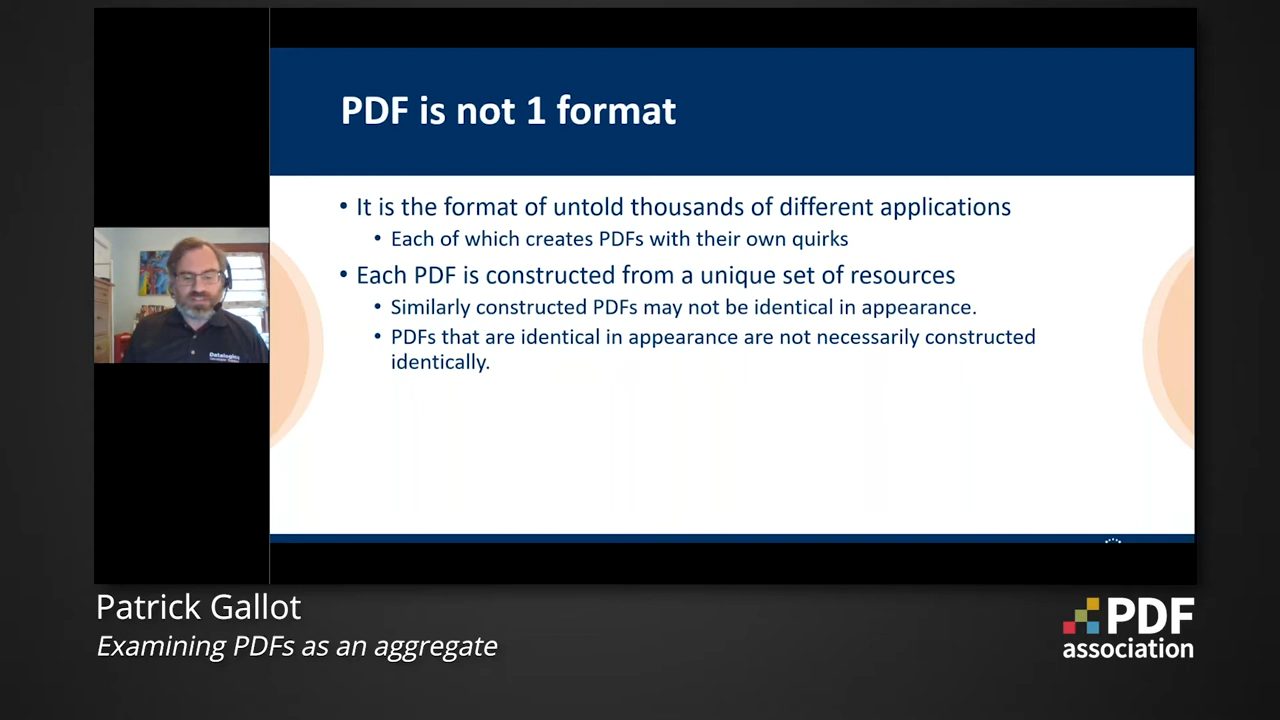 PDF is not 1 format
• It is the format of untold thousands of different applications
• Each of which creates PDFs with their own quirks
• Each PDF is constructed from a unique set of resources
• Similarly constructed PDFs may not be identical in appearance.
• PDFs that are identical in appearance are not necessarily constructed
identically.
Datalogics
Patrick Gallot
Examining PDFs as an aggregate
PDF
association